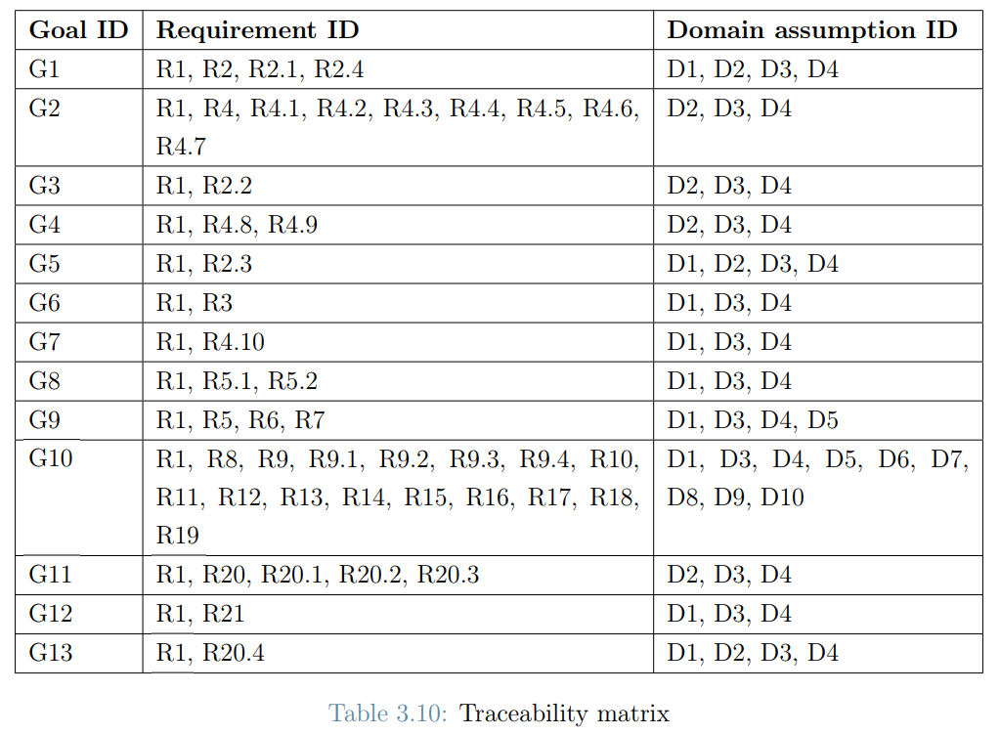 Goal ID Requirement ID Domain assumption ID
G1 R1, R2, R2.1, R2.4 D1, D2, D3, D4
G2 R1, R4, R4.1, R4.2, R4.3, R4.4, R4.5, R4.6, D2, D3, D4
R4.7
G3 R1, R2.2 D2, D3, D4
G4 R1, R4.8, R4.9 D2, D3, D4
G5 R1, R2.3 D1, D2, D3, D4
G6 R1, R3 D1, D3, D4
G7 R1, R4.10 D1, D3, D4
G8 R1, R5.1, R5.2 D1, D3, D4
G9 R1, R5, R6, R7 D1, D3, D4, D5
G10 R1, R8, R9, R9.1, R9.2, R9.3, R9.4, R10, D1, D3, D4, D5, D6, D7,
R11, R12, R13, R14, R15, R16, R17, R18, D8, D9, D10
R19
G11 R1, R20, R20.1, R20.2, R20.3 D2, D3, D4
G12 R1, R21 D1, D3, D4
G13 R1, R20.4 D1, D2, D3, D4
Table 3.10: Traceability matrix